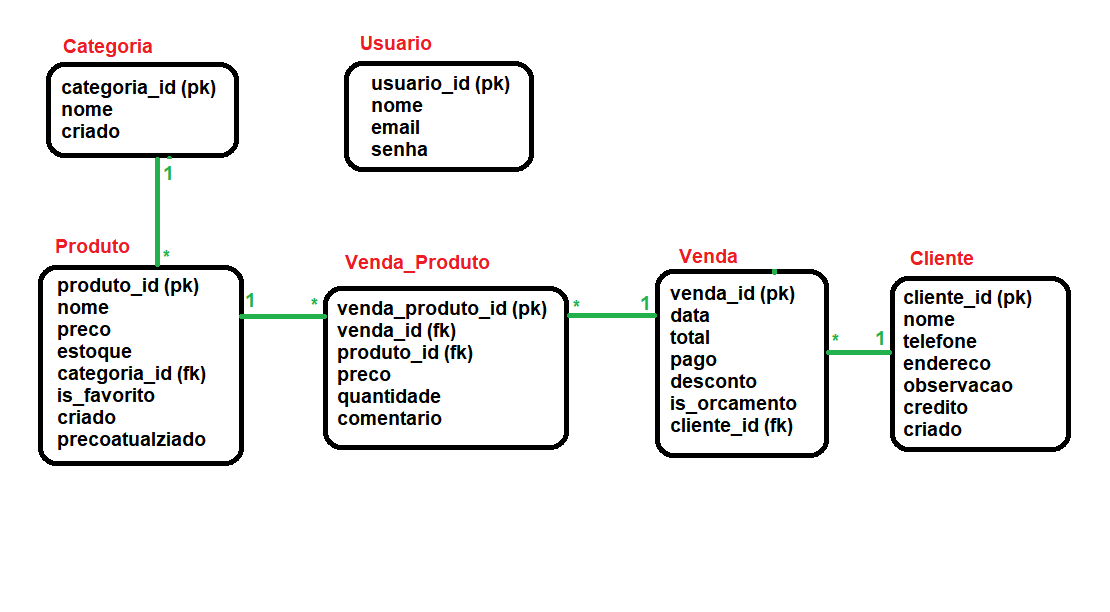 Categoria
categoria_id (pk)
nome
criado
Usuario
usuario_id (pk)
nome
email
senha
1
*
Produto
produto_id (pk)
nome
preco
estoque
categoria_id (fk)
is_favorito
criado
precoatualziado
1
*
Venda_Produto
venda_produto_id (pk)
venda_id (fk)
produto_id (fk)
preco
quantidade
comentario
*
1
Venda
venda_id (pk)
data
total
pago
desconto
is_orcamento
cliente_id (fk)
*
1
Cliente
cliente_id (pk)
nome
telefone
endereco
observacao
credito
criado